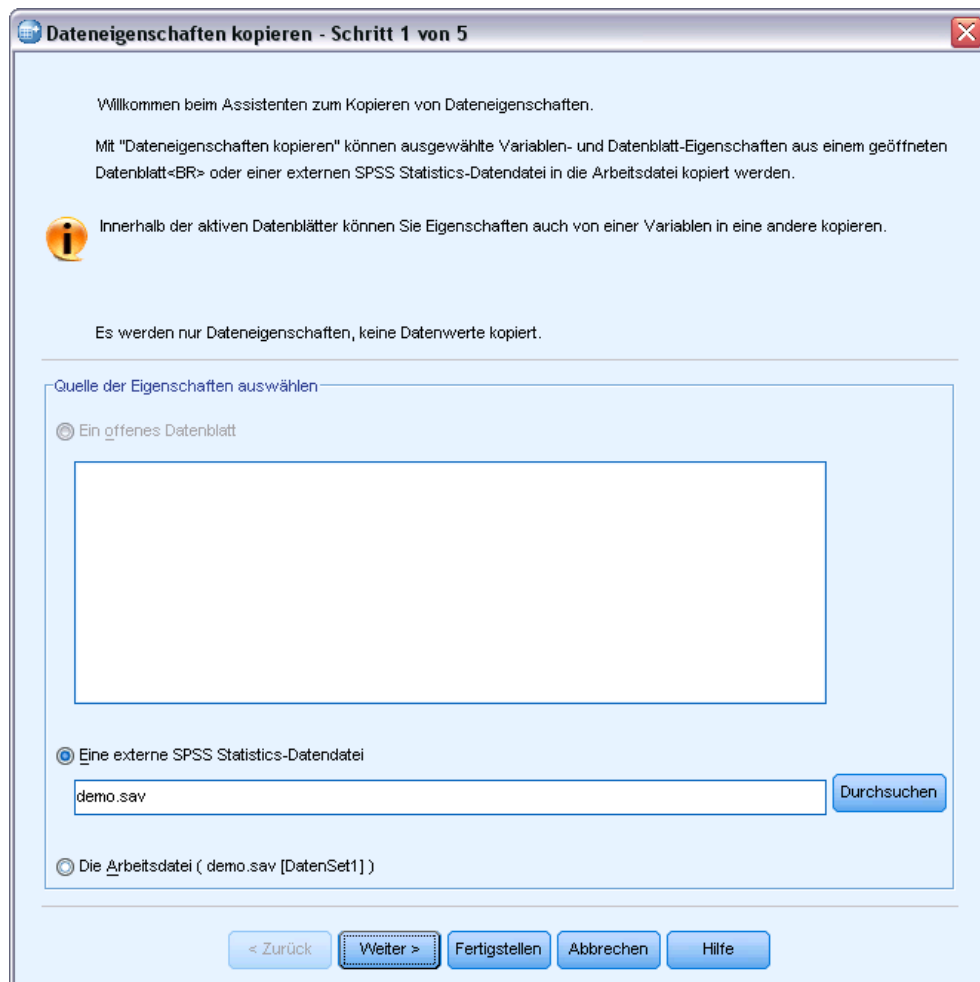 Dateneigenschaften kopieren - Schritt 1 von 5
Willkommen beim Assistenten zum Kopieren von Dateneigenschaften.
Mit "Dateneigenschaften kopieren" können ausgewählte Variablen- und Datenblatt-Eigenschaften aus einem geöffneten
Datenblatt<BR> oder einer externen SPSS Statistics-Datendatei in die Arbeitsdatei kopiert werden.
Innerhalb der aktiven Datenblätter können Sie Eigenschaften auch von einer Variablen in eine andere kopieren.
Es werden nur Dateneigenschaften, keine Datenwerte kopiert.
Quelle der Eigenschaften auswählen
Ein offenes Datenblatt
Eine externe SPSS Statistics-Datendatei
demo.sav
Durchsuchen
Die Arbeitsdatei ( demo.sav [DatenSet1] )
< Zurück
Weiter >
Fertigstellen
Abbrechen
Hilfe